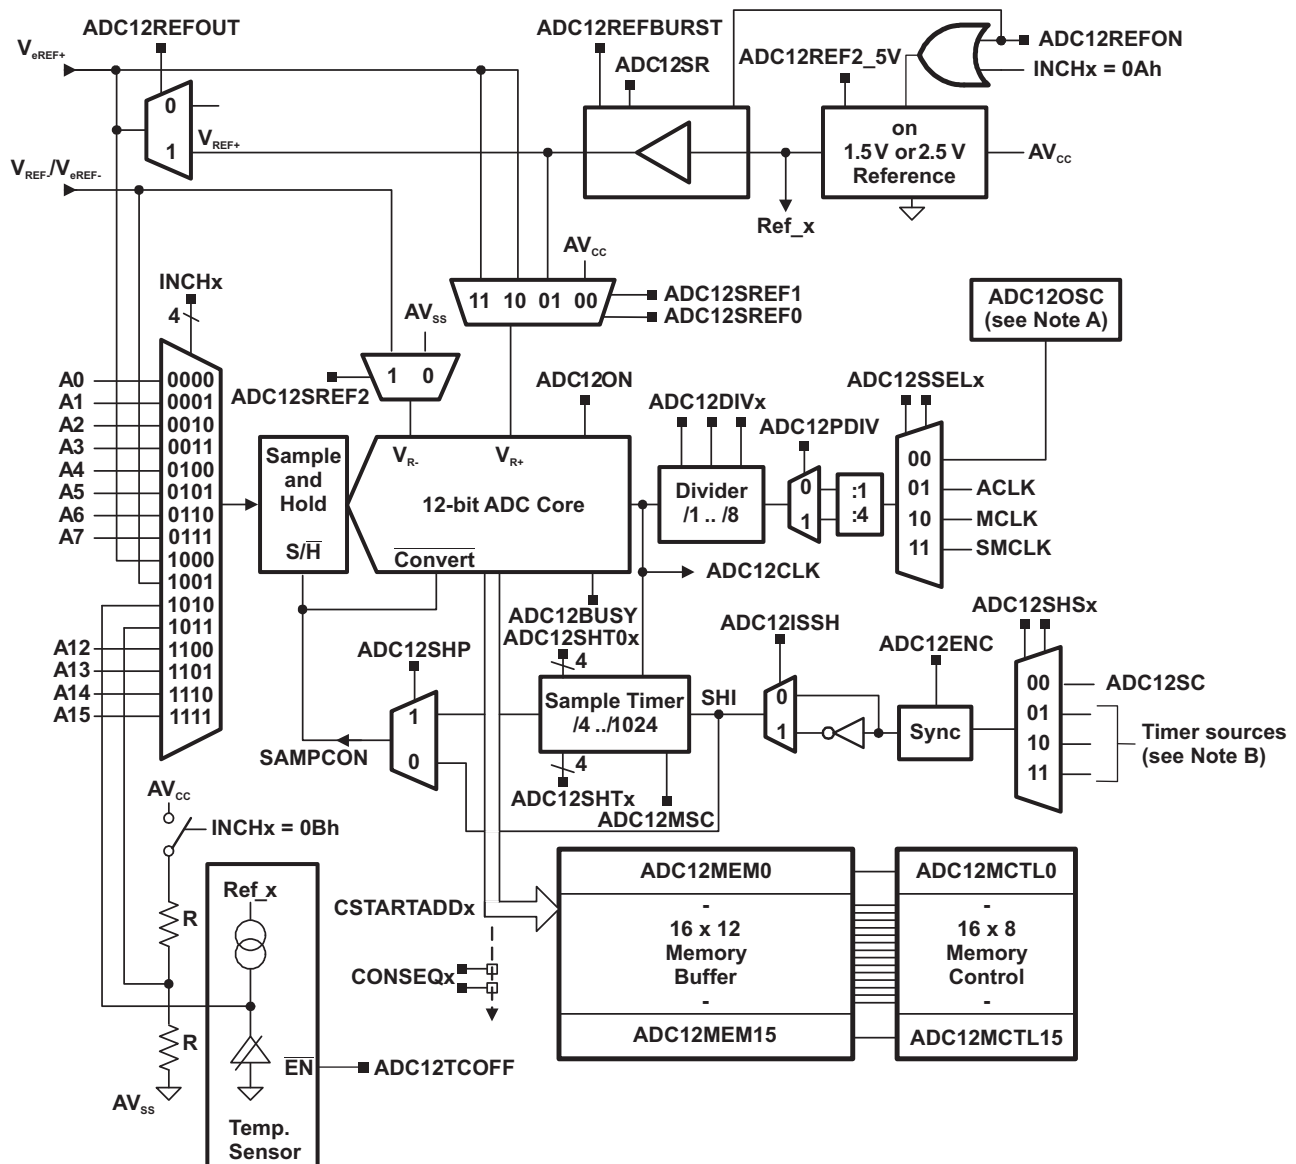 ADC12REFOUT
VeREF+
0
1
VREF+
VREF-/VeREF-
ADC12REFBURST
ADC12SR
ADC12REF2_5V
ADC12REFON
INCHx = 0Ah
on
1.5 V or 2.5 V
Reference
AVCC
Ref_x
AVCC
11 10 01 00
ADC12SREF1
ADC12SREF0
INCHx
4
AVSS
1 0
ADC12SREF2
ADC12OSC
(see Note A)
ADC12ON
ADC12DIVx
ADC12PDIV
ADC12SSELx
A0 0000
A1 0001
A2 0010
A3 0011
A4 0100
A5 0101
A6 0110
A7 0111
1000
1001
1010
1011
A12 1100
A13 1101
A14 1110
A15 1111
Sample
and
Hold
S/H̅
VR-
VR+
12-bit ADC Core
Convert
Divider
/1 .. /8
0
1
:1
:4
00
01 ACLK
10 MCLK
11 SMCLK
ADC12CLK
ADC12BUSY
ADC12SHT0x
4
ADC12SHP
1
0
SAMPCON
Sample Timer
/4 ../1024
4
ADC12SHTx
ADC12MSC
SHI
ADC12ISSH
0
1
ADC12ENC
Sync
ADC12SHSx
00 ADC12SC
01
10
11
Timer sources
(see Note B)
AVCC
INCHx = 0Bh
R
R
AVSS
Ref_x
EN
ADC12TCOFF
Temp.
Sensor
CSTARTADDx
CONSEQx
ADC12MEM0
-
16 x 12
Memory
Buffer
-
ADC12MEM15
ADC12MCTL0
-
16 x 8
Memory
Control
-
ADC12MCTL15